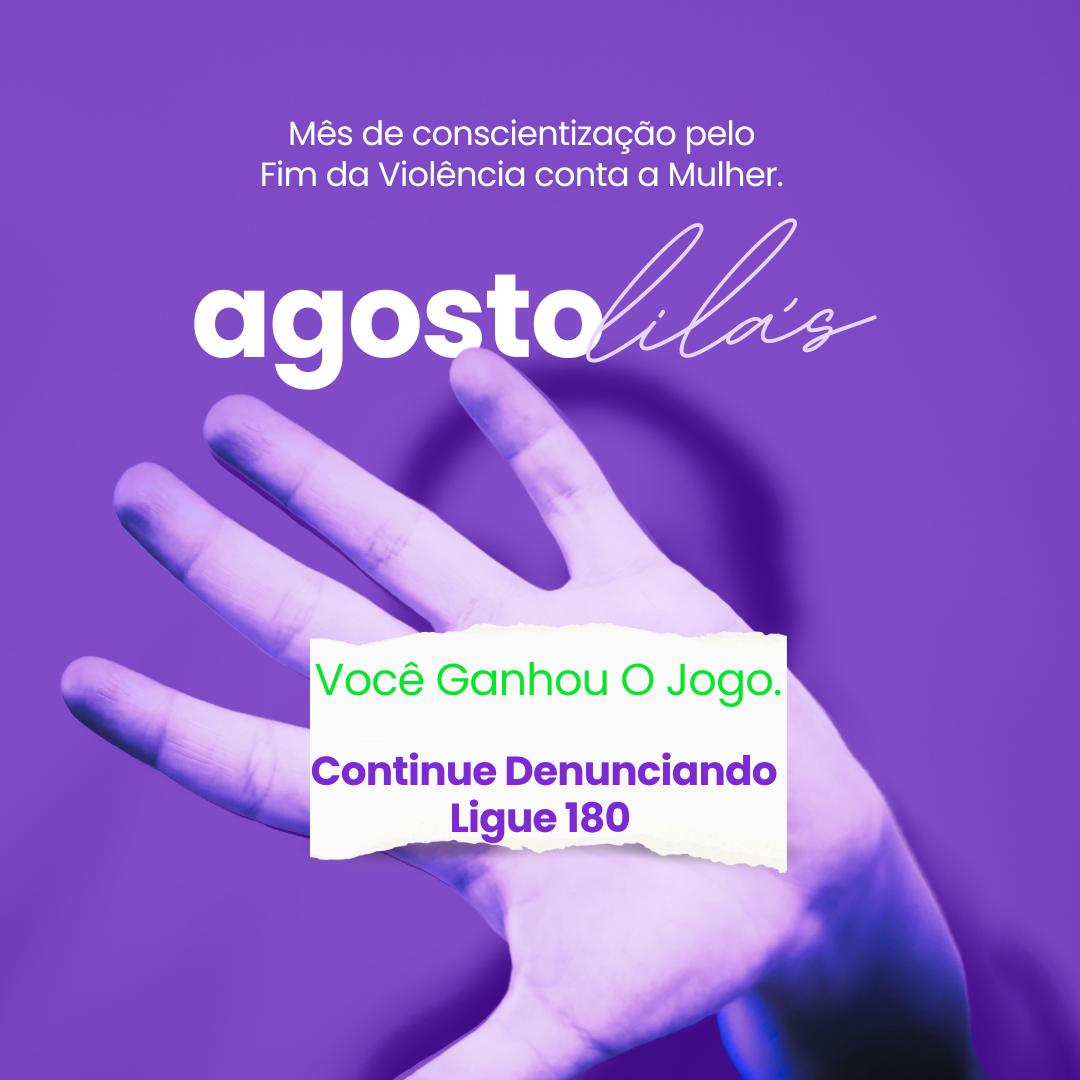 Mês de conscientização pelo
Fim da Violência conta a Mulher.
agosto lilás
Você Ganhou O Jogo.
Continue Denunciando
Ligue 180